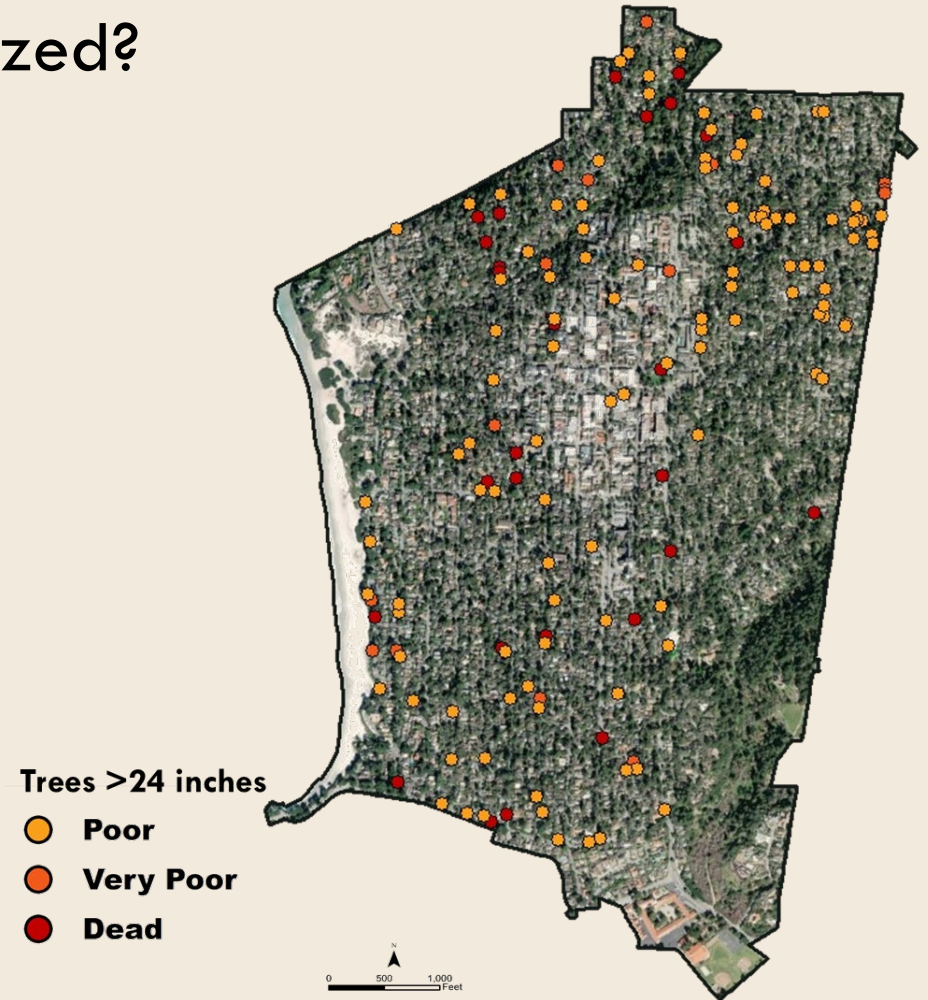 zed?
Trees >24 inches
Poor
Very Poor
Dead
N
0 500 1,000
Feet